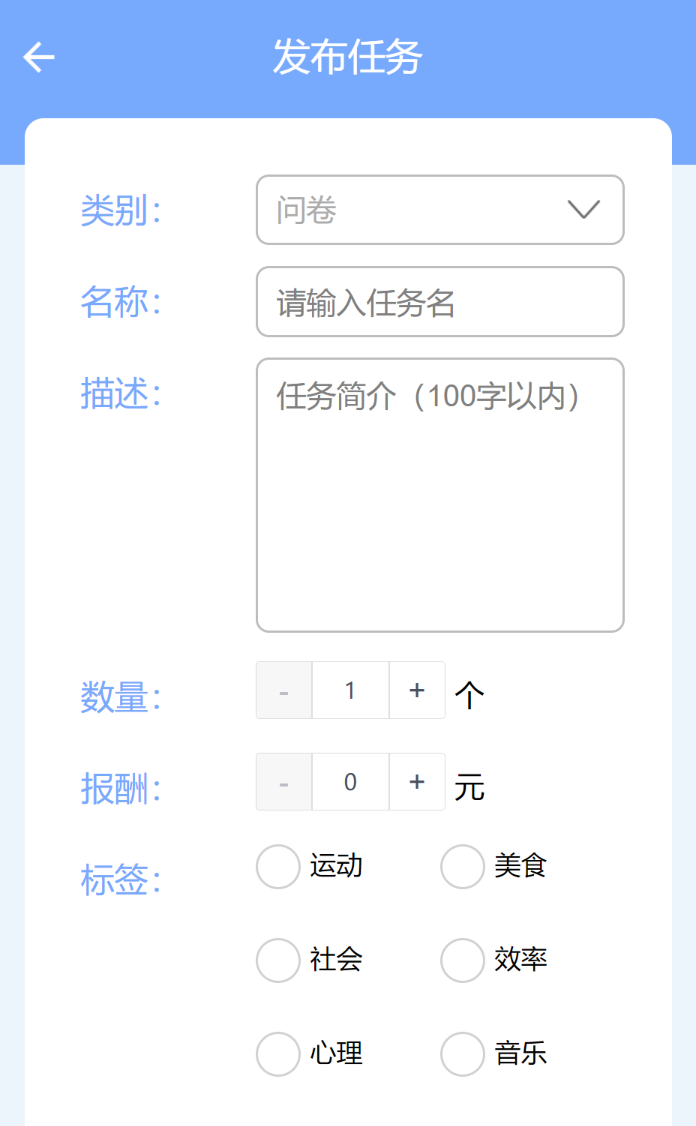 发布任务
类别：
问卷
名称：
请输入任务名
描述：
任务简介（100字以内）
数量：
- 1 + 个
报酬：
- 0 + 元
标签：
运动 美食
社会 效率
心理 音乐